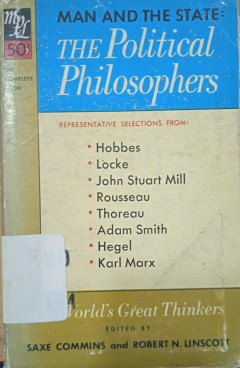 MAN AND THE STATE:
THE Political
Philosophers
50¢
COMPLETE
REPRESENTATIVE SELECTIONS FROM:
• Hobbes
• Locke
• John Stuart Mill
• Rousseau
• Thoreau
• Adam Smith
• Hegel
• Karl Marx
World's Great Thinkers
EDITED BY
SAXE COMMINS and ROBERT N. LINSCOTT